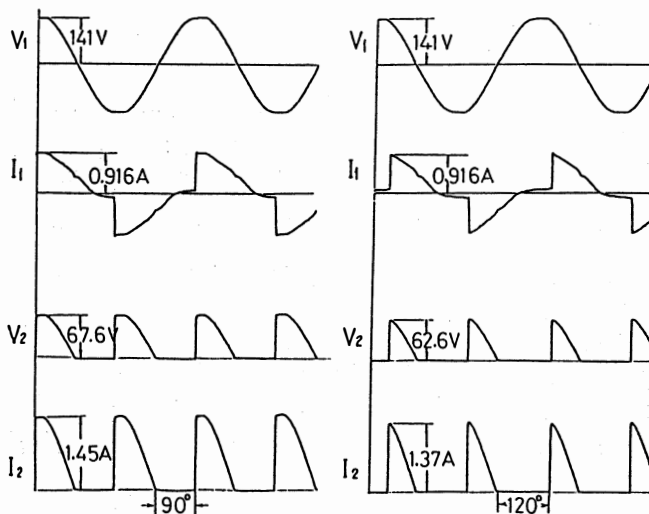 V₁
141V
I₁
0.916A
V₂
67.6V
I₂
1.45A
90°
V₁
141V
I₁
0.916A
V₂
62.6V
I₂
1.37A
120°